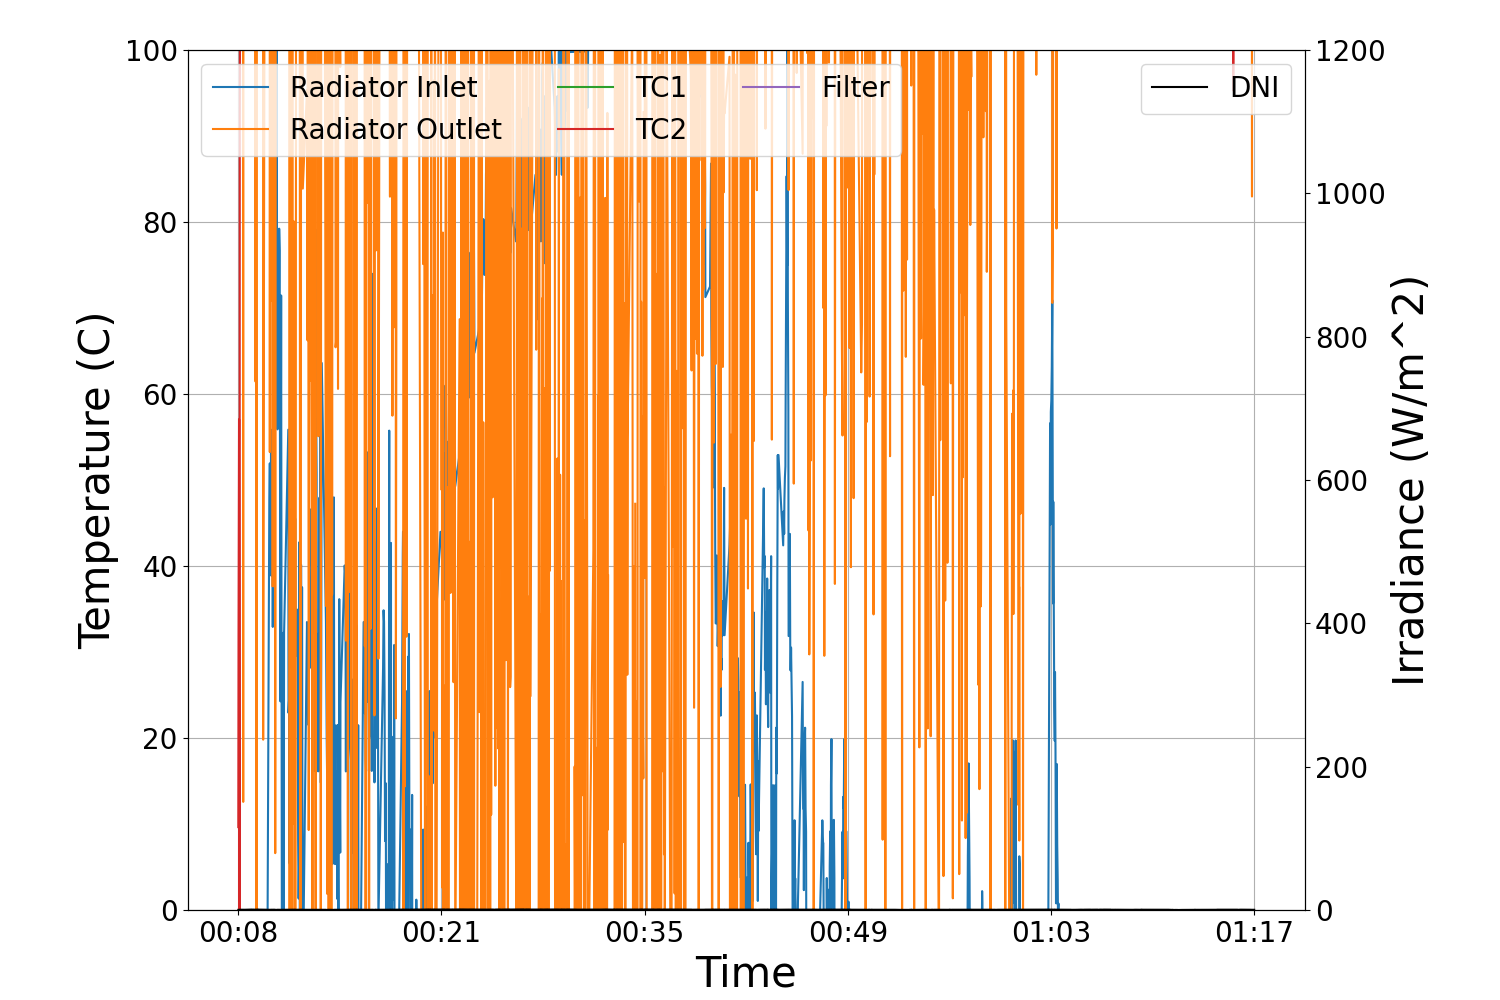 100
80
60
40
20
0
Temperature (C)
Radiator Inlet
Radiator Outlet
TC1
TC2
Filter
DNI
1200
1000
800
600
400
200
0
Irradiance (W/m^2)
00:08
00:21
00:35
00:49
01:03
01:17
Time